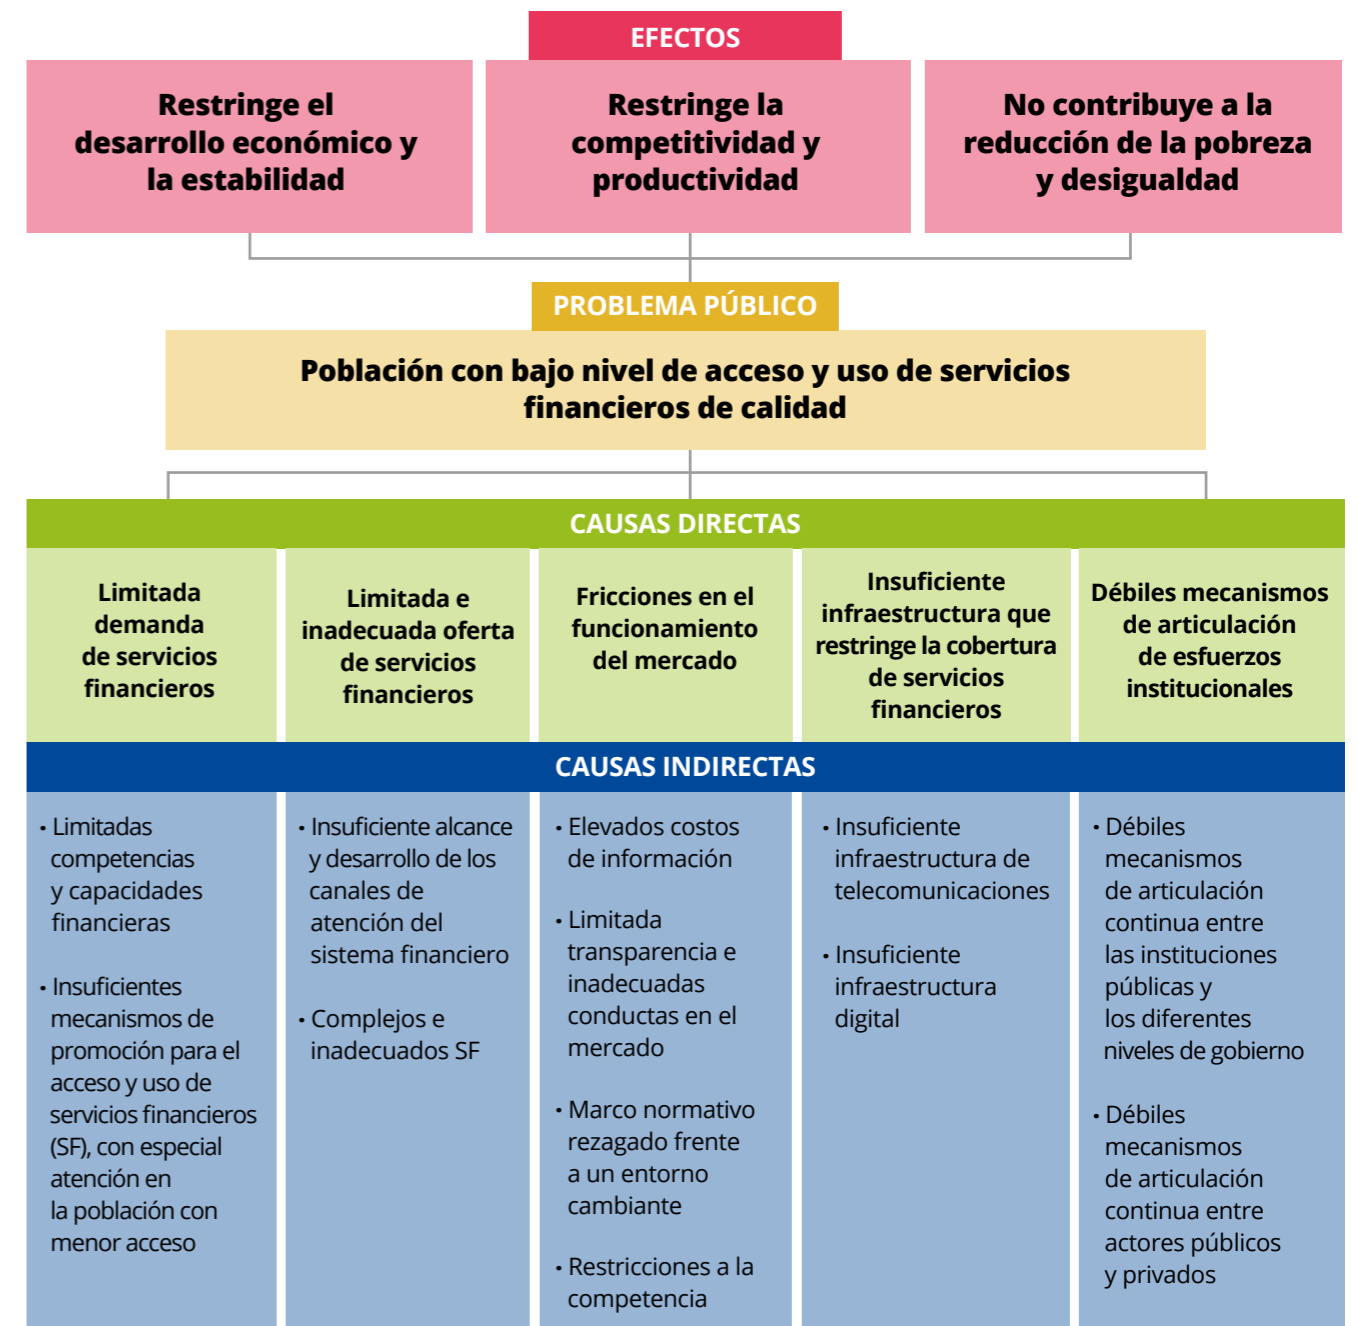 EFECTOS
Restringe el
desarrollo económico y
la estabilidad
Restringe la
competitividad y
productividad
No contribuye a la
reducción de la pobreza
y desigualdad
PROBLEMA PÚBLICO
Población con bajo nivel de acceso y uso de servicios
financieros de calidad
CAUSAS DIRECTAS
Limitada
demanda
de servicios
financieros
Limitada e
inadecuada oferta
de servicios
financieros
Fricciones en el
funcionamiento
del mercado
Insuficiente
infraestructura que
restringe la cobertura
de servicios
financieros
Débiles mecanismos
de articulación
de esfuerzos
institucionales
CAUSAS INDIRECTAS
• Limitadas
competencias
y capacidades
financieras
• Insuficientes
mecanismos de
promoción para el
acceso y uso de
servicios financieros
(SF), con especial
atención en
la población con
menor acceso
• Insuficiente alcance
y desarrollo de los
canales de
atención del
sistema financiero
• Complejos e
inadecuados SF
• Elevados costos
de información
• Limitada
transparencia e
inadecuadas
conductas en el
mercado
• Marco normativo
rezagado frente
a un entorno
cambiante
• Restricciones a la
competencia
• Insuficiente
infraestructura de
telecomunicaciones
• Insuficiente
infraestructura
digital
• Débiles
mecanismos
de articulación
continua entre
las instituciones
públicas y
los diferentes
niveles de gobierno
• Débiles
mecanismos
de articulación
continua entre
actores públicos
y privados